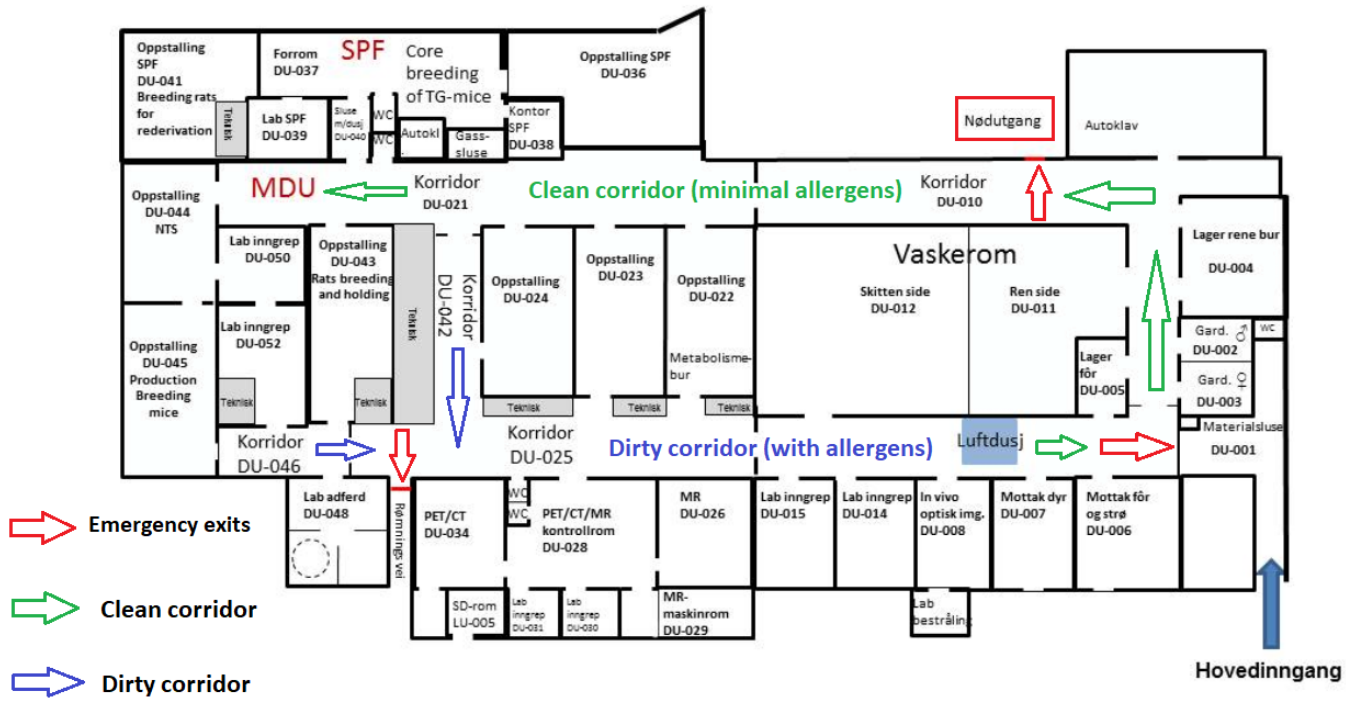 Oppstalling
SPF
DU-041
Breeding rats
for
rederivation
Teknisk
Forrom
DU-037
SPF
Core
breeding
of TG-mice
Lab SPF
DU-039
Sluse
m/dusj
DU-040
WC
WC
Autokl
.
Gass-
sluse
Kontor
SPF
DU-038
Oppstalling SPF
DU-036
Nødutgang
Autoklav
Oppstalling
DU-044
NTS
MDU
Korridor
DU-021
Clean corridor (minimal allergens)
Korridor
DU-010
Lab inngrep
DU-050
Oppstalling
DU-043
Rats breeding
and holding
Teknisk
Korridor
DU-042
Oppstalling
DU-024
Oppstalling
DU-023
Oppstalling
DU-022
Metabolisme-
bur
Vaskerom
Skitten side
DU-012
Ren side
DU-011
Lager rene bur
DU-004
Gard. ♂
DU-002
WC
Gard. ♀
DU-003
Lager
fôr
DU-005
Oppstalling
DU-045
Production
Breeding
mice
Lab inngrep
DU-052
Teknisk
Teknisk
Teknisk
Teknisk
Teknisk
Korridor
DU-046
Korridor
DU-025
Dirty corridor (with allergens)
Luftdusj
Materialsluse
DU-001
Lab adferd
DU-048
Rømningsvei
PET/CT
DU-034
WC
WC
PET/CT/MR
kontrollrom
DU-028
MR
DU-026
Lab inngrep
DU-015
Lab inngrep
DU-014
In vivo
optisk img.
DU-008
Mottak dyr
DU-007
Mottak fôr
og strø
DU-006
SD-rom
LU-005
Lab
inngrep
DU-031
Lab
inngrep
DU-030
MR-
maskinrom
DU-029
Lab
bestråling
Emergency exits
Clean corridor
Dirty corridor
Hovedinngang